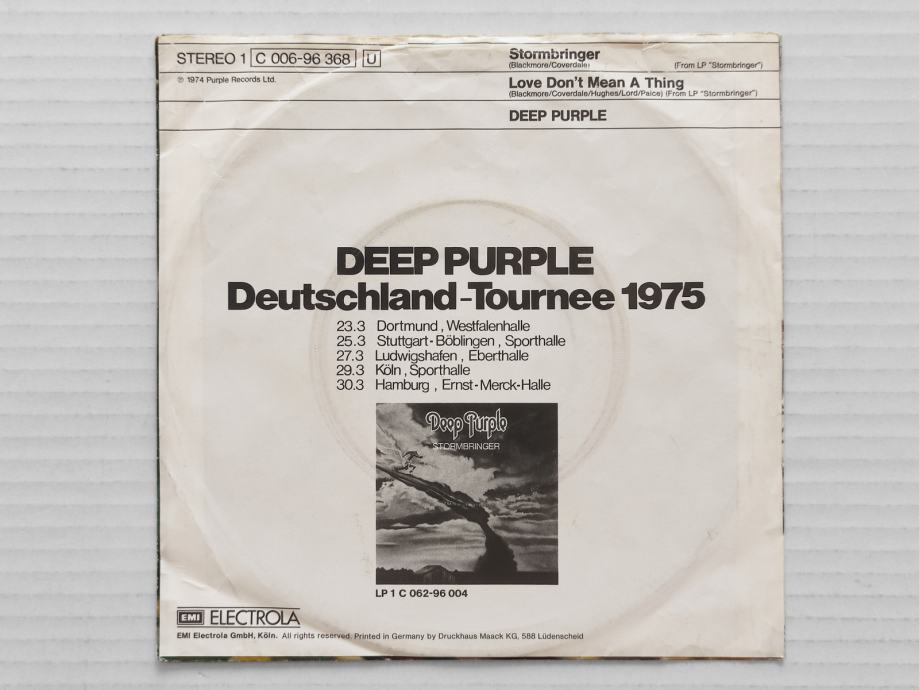 STEREO 1 C 006-96 368 U
℗ 1974 Purple Records Ltd.
Stormbringer
(Blackmore/Coverdale) (From LP "Stormbringer")
Love Don't Mean A Thing
(Blackmore/Coverdale/Hughes/Lord/Paice) (From LP "Stormbringer")
DEEP PURPLE
DEEP PURPLE
Deutschland-Tournee 1975
23.3 Dortmund, Westfalenhalle
25.3 Stuttgart-Böblingen, Sporthalle
27.3 Ludwigshafen, Eberthalle
29.3 Köln, Sporthalle
30.3 Hamburg, Ernst-Merck-Halle
Deep Purple
STORMBRINGER
LP 1 C 062-96 004
EMI ELECTROLA
EMI Electrola GmbH, Köln. All rights reserved. Printed in Germany by Druckhaus Maack KG, 588 Lüdenscheid